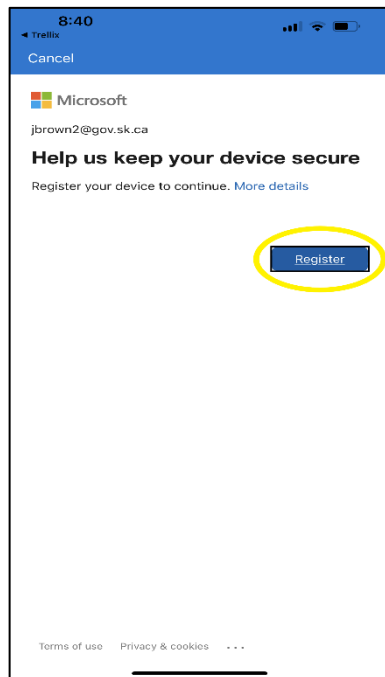 8:40
◀ Trellix
Cancel
Microsoft
jbrown2@gov.sk.ca
Help us keep your device secure
Register your device to continue. More details
Register
Terms of use Privacy & cookies ...